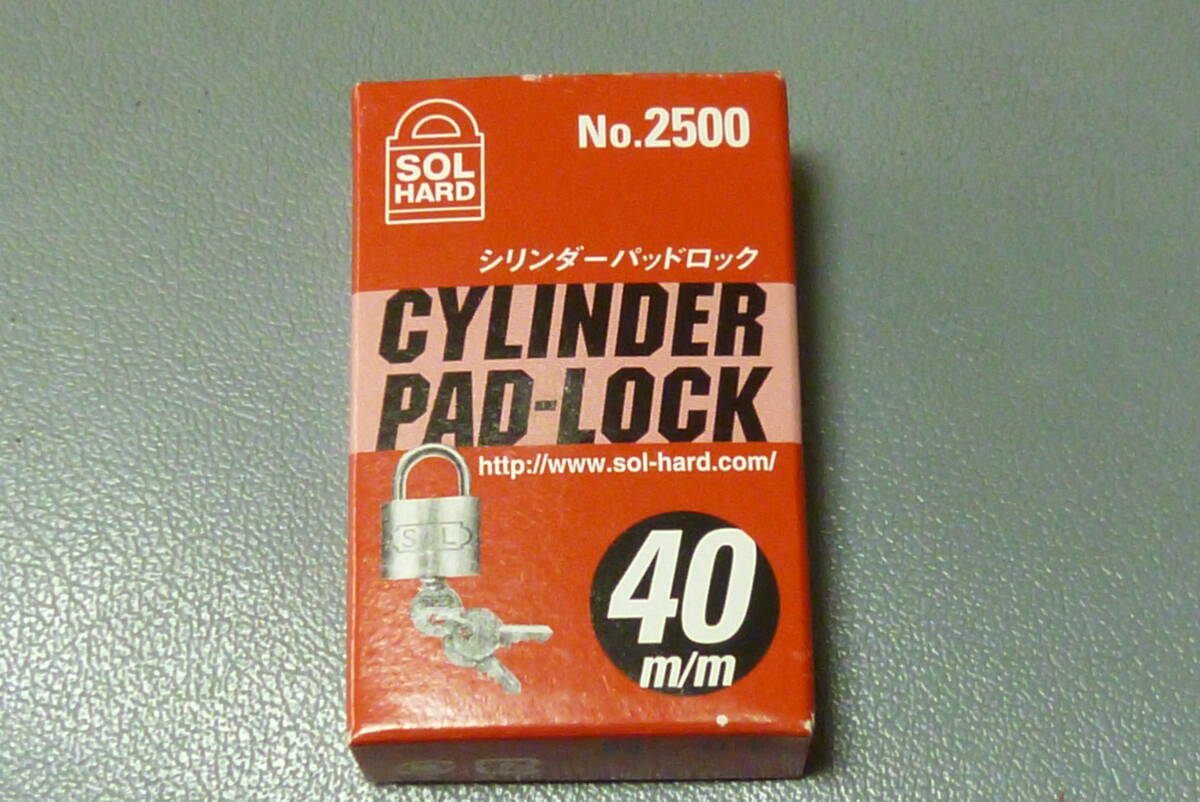 SOL
HARD
No.2500
シリンダーパッドロック
CYLINDER
PAD-LOCK
http://www.sol-hard.com/
SOL
40
m/m